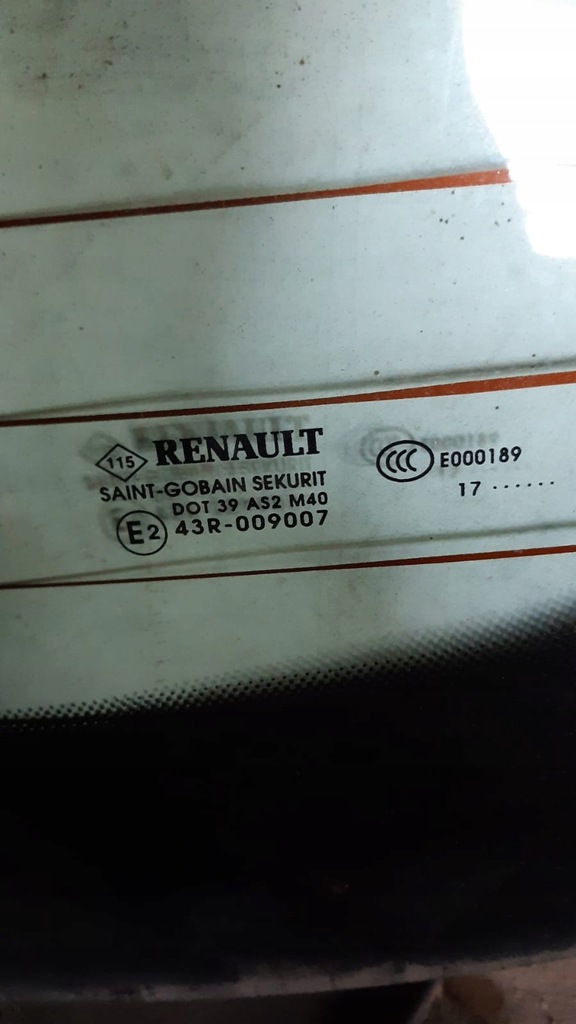 115 RENAULT
SAINT-GOBAIN SEKURIT
DOT 39 AS2 M40
E2 43R-009007
CCC E000189
17 ······